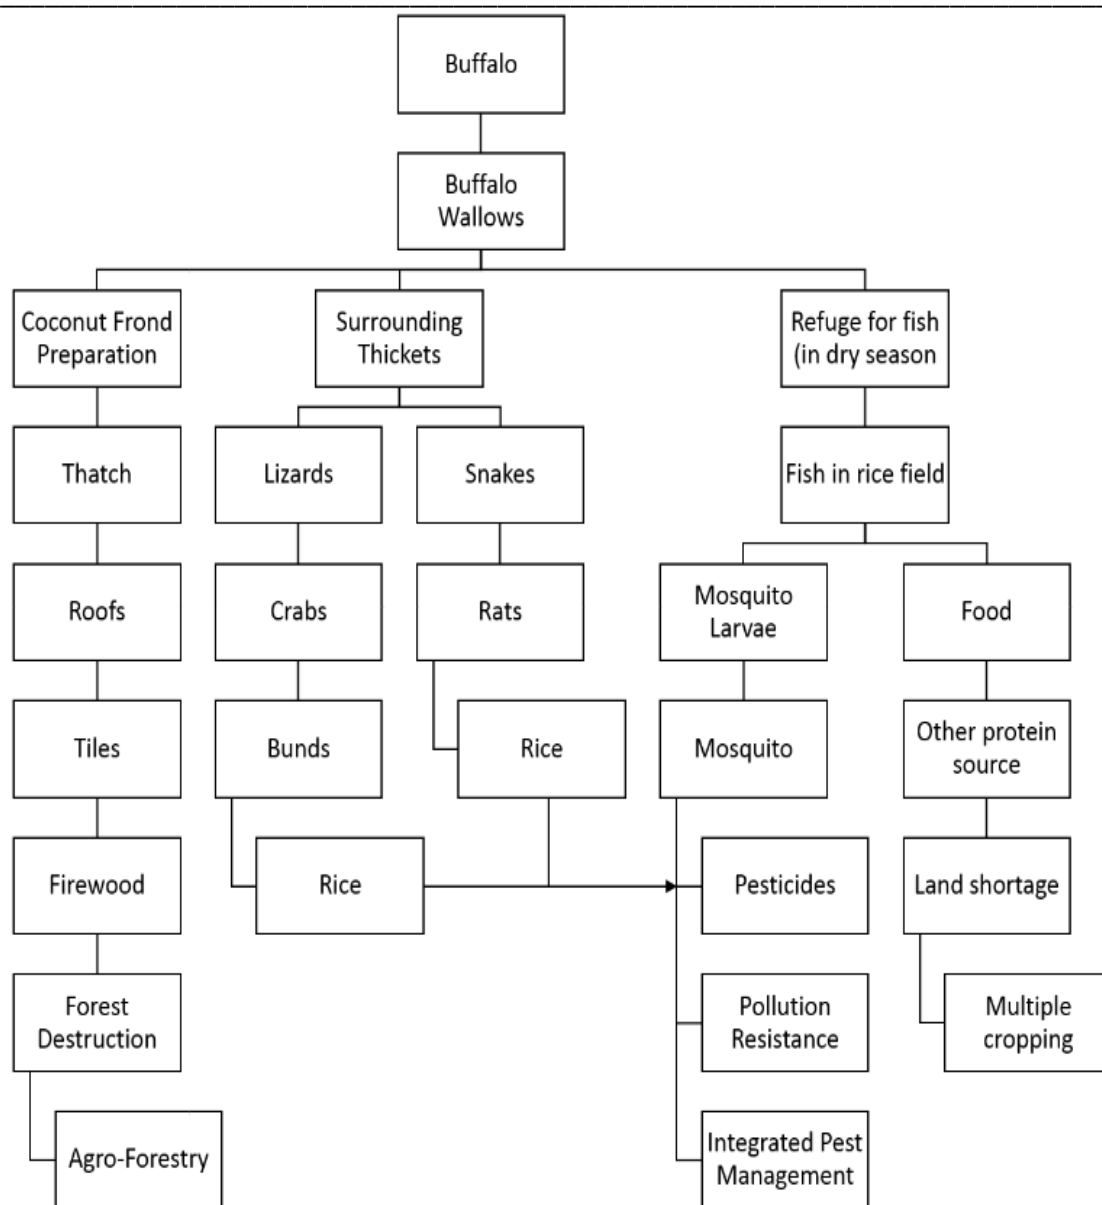 Buffalo
Buffalo
Wallows
Coconut Frond
Preparation
Surrounding
Thickets
Refuge for fish
(in dry season
Thatch
Lizards
Snakes
Fish in rice field
Roofs
Crabs
Rats
Mosquito
Larvae
Food
Tiles
Bunds
Rice
Mosquito
Other protein
source
Firewood
Rice
Pesticides
Land shortage
Forest
Destruction
Pollution
Resistance
Multiple
cropping
Agro-Forestry
Integrated Pest
Management